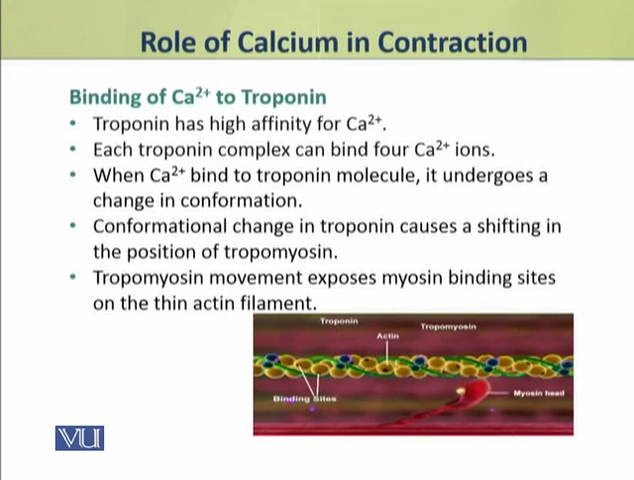 Role of Calcium in Contraction
Binding of Ca²⁺ to Troponin
• Troponin has high affinity for Ca²⁺.
• Each troponin complex can bind four Ca²⁺ ions.
• When Ca²⁺ bind to troponin molecule, it undergoes a
change in conformation.
• Conformational change in troponin causes a shifting in
the position of tropomyosin.
• Tropomyosin movement exposes myosin binding sites
on the thin actin filament.
Troponin
Tropomyosin
Actin
Myosin head
Binding Sites
VU